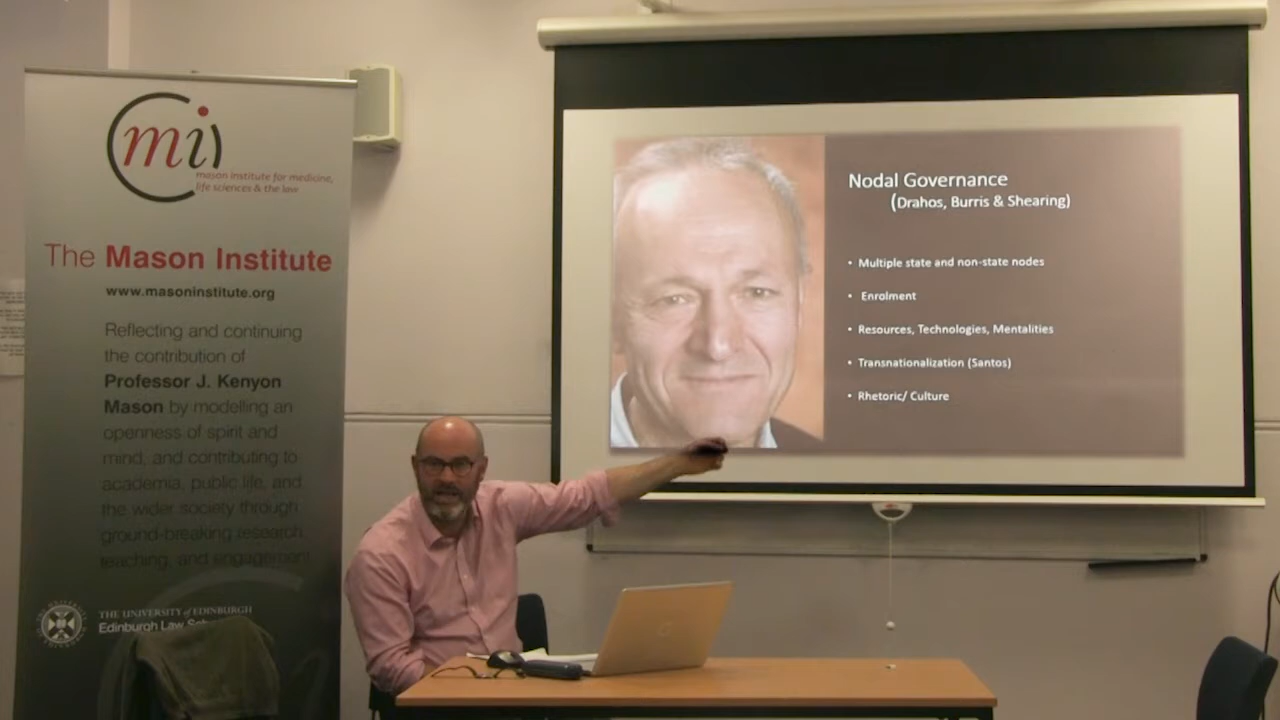 mi
mason institute for medicine,
life sciences & the law
The Mason Institute
www.masoninstitute.org
Reflecting and continuing
the contribution of
Professor J. Kenyon
Mason by modelling an
openness of spirit and
mind, and contributing to
academia, public life, and
the wider society through
ground-breaking research,
teaching, and engagement
THE UNIVERSITY of EDINBURGH
Edinburgh Law
Nodal Governance
(Drahos, Burris & Shearing)
• Multiple state and non-state nodes
• Enrolment
• Resources, Technologies, Mentalities
• Transnationalization (Santos)
• Rhetoric/ Culture